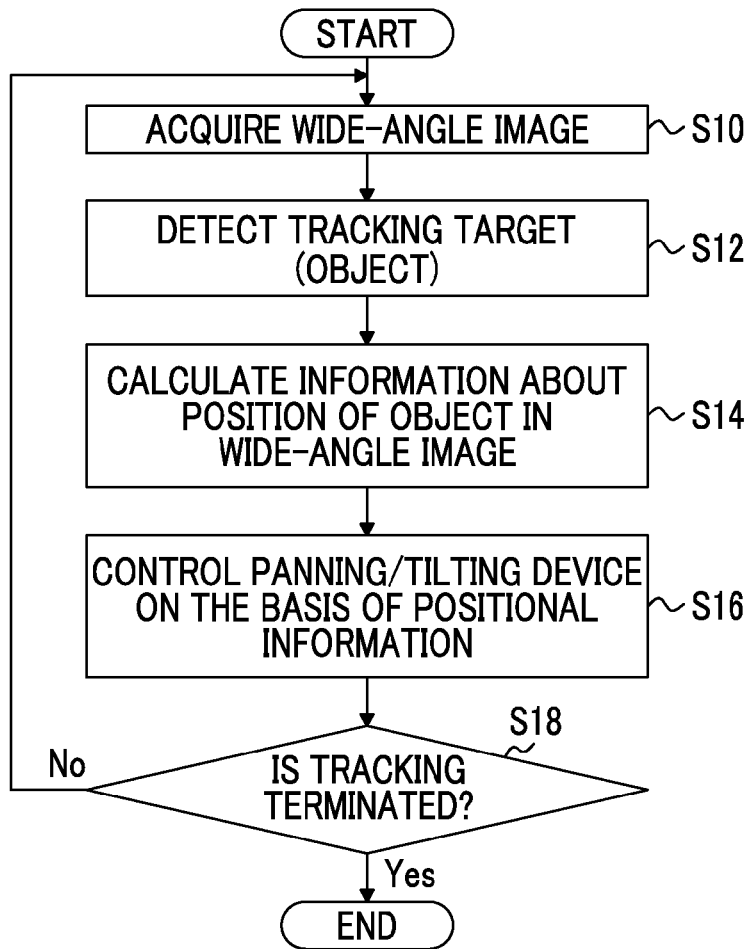 START
ACQUIRE WIDE-ANGLE IMAGE
S10
DETECT TRACKING TARGET
(OBJECT)
S12
CALCULATE INFORMATION ABOUT
POSITION OF OBJECT IN
WIDE-ANGLE IMAGE
S14
CONTROL PANNING/TILTING DEVICE
ON THE BASIS OF POSITIONAL
INFORMATION
S16
S18
No
IS TRACKING
TERMINATED?
Yes
END